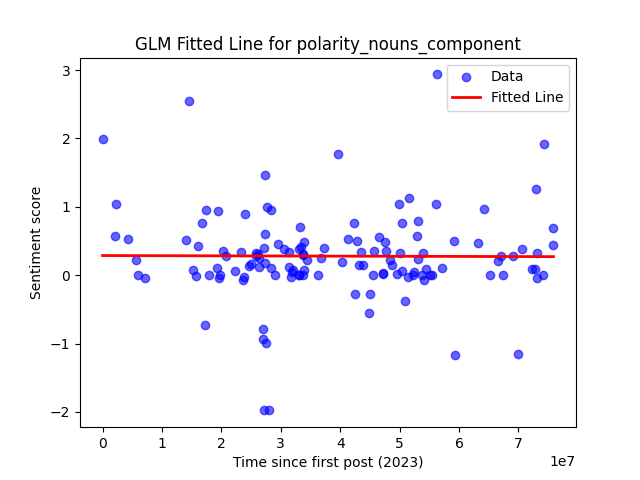 GLM Fitted Line for polarity_nouns_component
Data
Fitted Line
Sentiment score
3
2
1
0
−1
−2
0 1 2 3 4 5 6 7
1e7
Time since first post (2023)